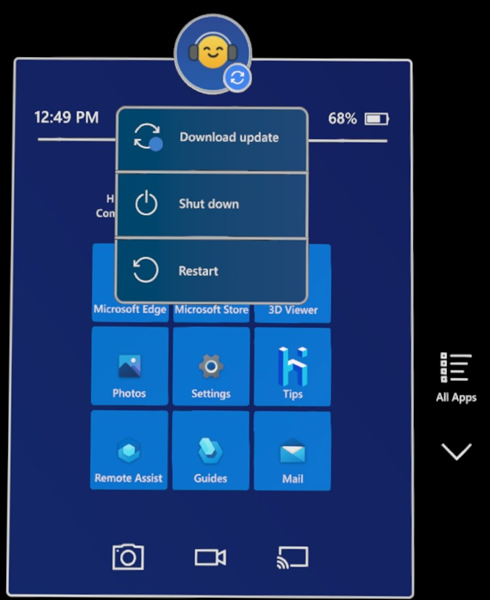 12:49 PM
68%
Download update
Shut down
Restart
H
Con
Microsoft Edge
Microsoft Store
3D Viewer
Photos
Settings
Tips
Remote Assist
Guides
Mail
All Apps